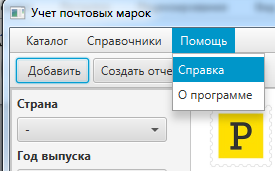 Учет почтовых марок
Каталог Справочники Помощь
Добавить Создать отче
Справка
О программе
Страна
-
Год выпуска
Р